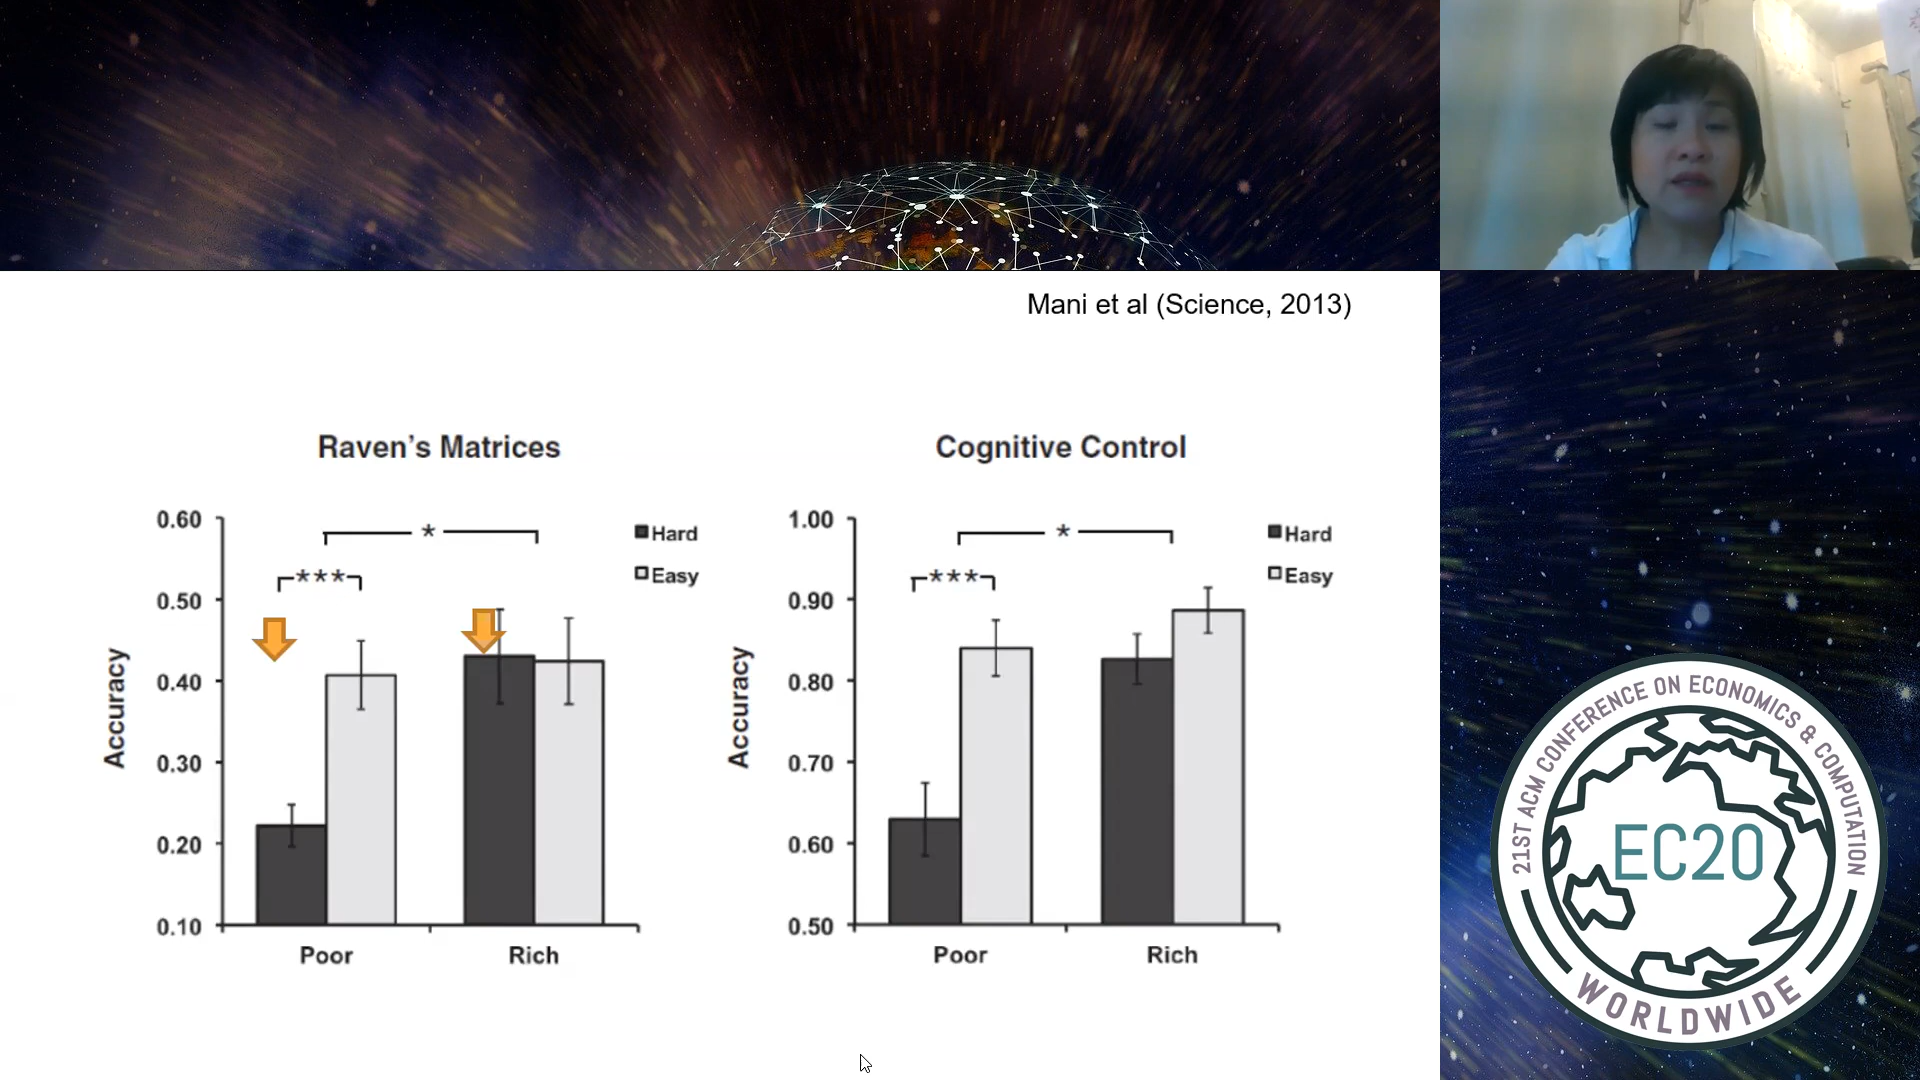 Mani et al (Science, 2013)
Raven's Matrices
0.60
0.50
0.40
0.30
0.20
0.10
Accuracy
*
***
Hard
Easy
Poor
Rich
Cognitive Control
1.00
0.90
0.80
0.70
0.60
0.50
Accuracy
*
***
Hard
Easy
Poor
Rich
21ST ACM CONFERENCE ON ECONOMICS & COMPUTATION
EC20
WORLDWIDE